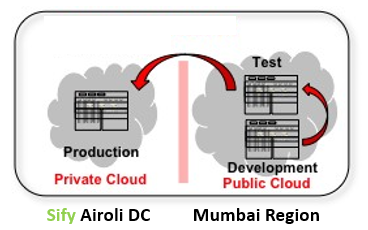 Test
Production
Private Cloud
Development
Public Cloud
Sify Airoli DC
Mumbai Region